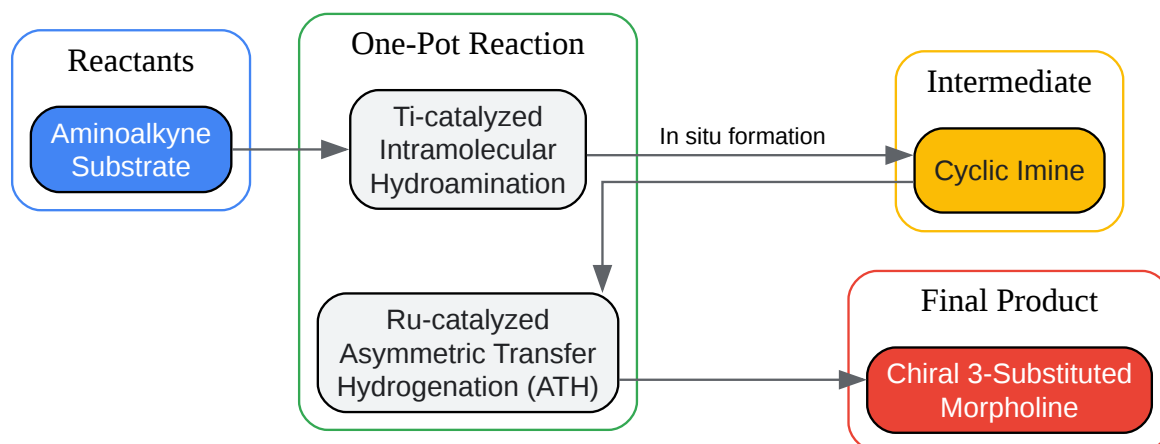 Reactants
Aminoalkyne
Substrate
One-Pot Reaction
Ti-catalyzed
Intramolecular
Hydroamination
In situ formation
Intermediate
Cyclic Imine
Ru-catalyzed
Asymmetric Transfer
Hydrogenation (ATH)
Final Product
Chiral 3-Substituted
Morpholine